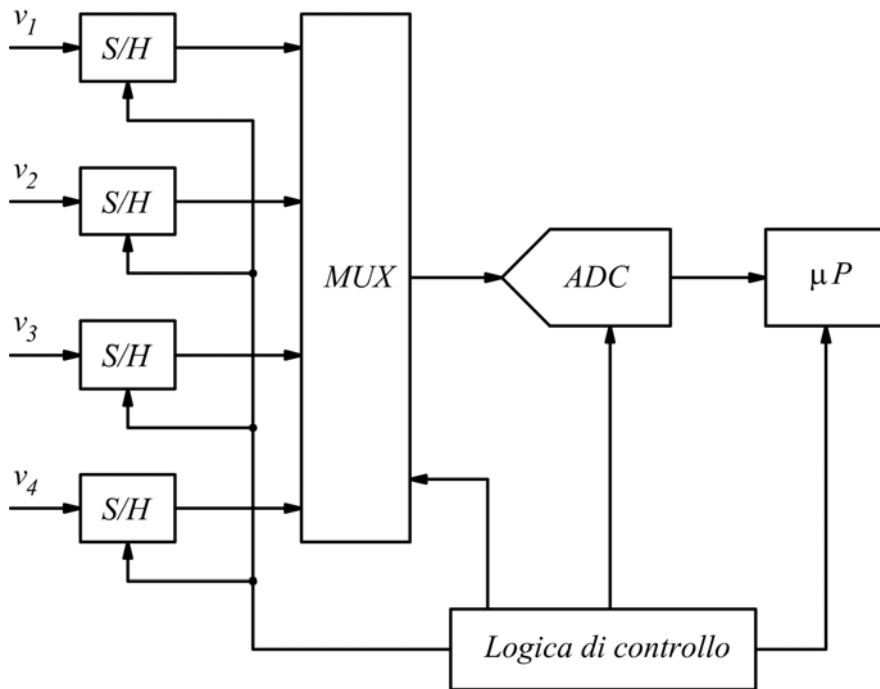 v1
S/H
v2
S/H
MUX
ADC
μP
v3
S/H
v4
S/H
Logica di controllo